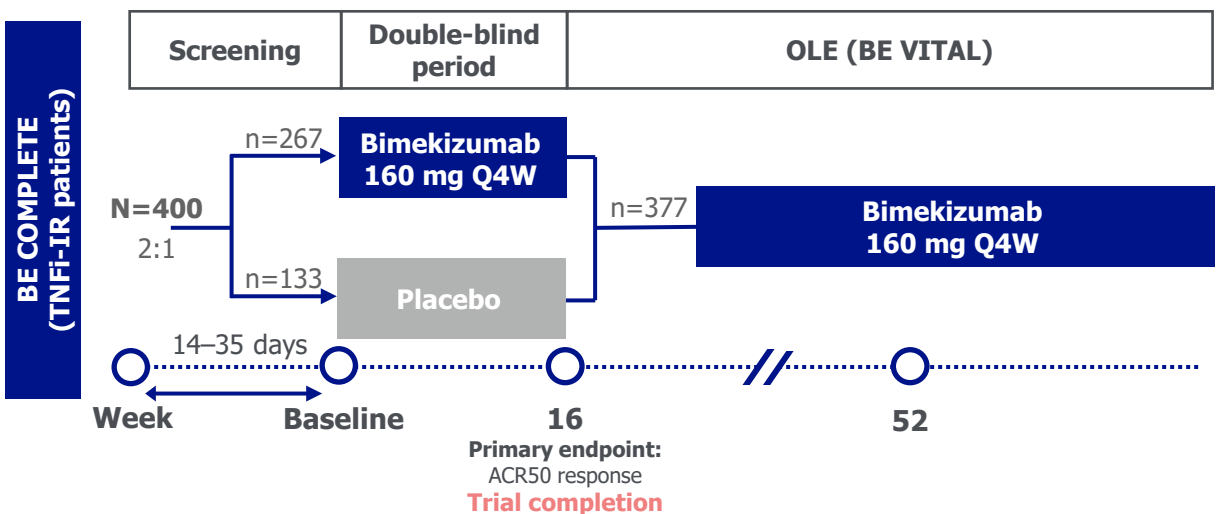 BE COMPLETE
(TNFi-IR patients)
Screening
Double-blind
period
OLE (BE VITAL)
n=267
Bimekizumab
160 mg Q4W
N=400
2:1
n=377
Bimekizumab
160 mg Q4W
n=133
Placebo
14–35 days
Week
Baseline
16
52
Primary endpoint:
ACR50 response
Trial completion